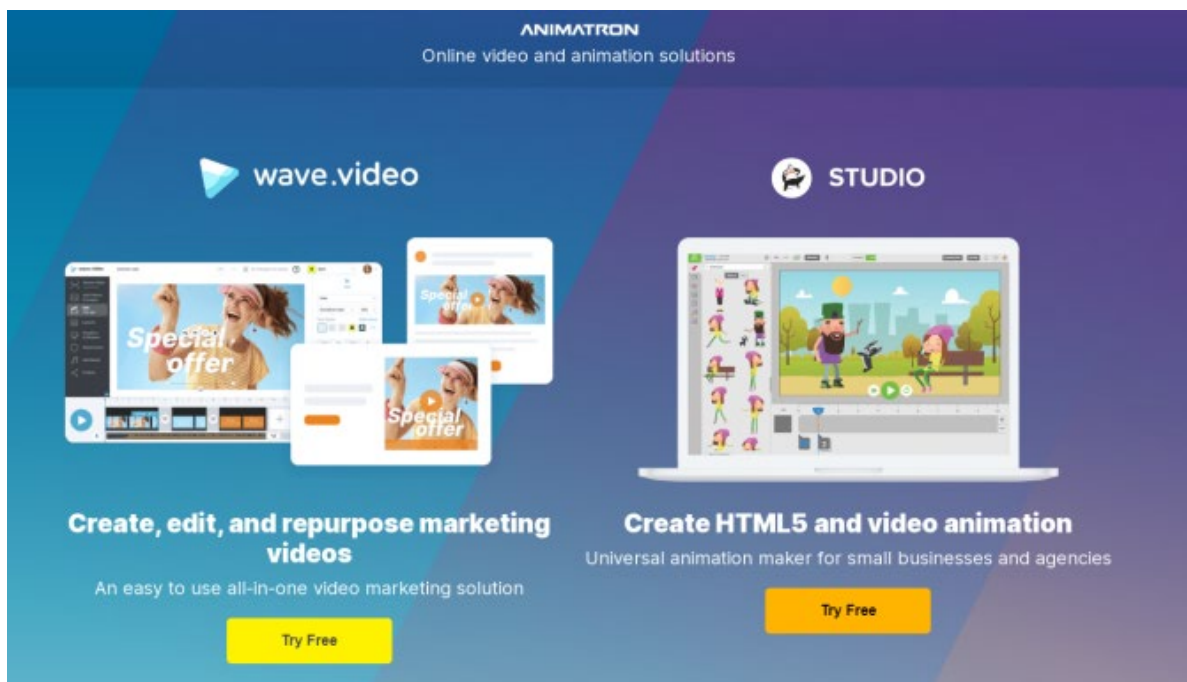 ANIMATRON
Online video and animation solutions
wave.video
STUDIO
wave.video
Special
offer
Special
offer
Special
offer
Create, edit, and repurpose marketing
videos
An easy to use all-in-one video marketing solution
Try Free
Create HTML5 and video animation
Universal animation maker for small businesses and agencies
Try Free